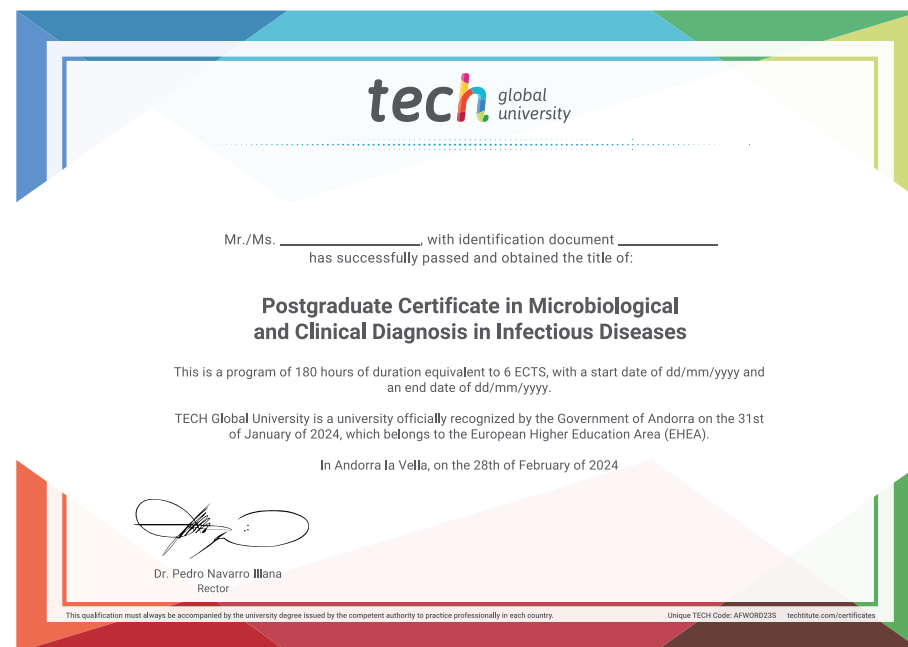 tech global university
Mr./Ms. ____________________, with identification document ______________
has successfully passed and obtained the title of:
Postgraduate Certificate in Microbiological
and Clinical Diagnosis in Infectious Diseases
This is a program of 180 hours of duration equivalent to 6 ECTS, with a start date of dd/mm/yyyy and
an end date of dd/mm/yyyy.
TECH Global University is a university officially recognized by the Government of Andorra on the 31st
of January of 2024, which belongs to the European Higher Education Area (EHEA).
In Andorra la Vella, on the 28th of February of 2024
Dr. Pedro Navarro Illana
Rector
This qualification must always be accompanied by the university degree issued by the competent authority to practice professionally in each country.
Unique TECH Code: AFWORD23S techtitute.com/certificates